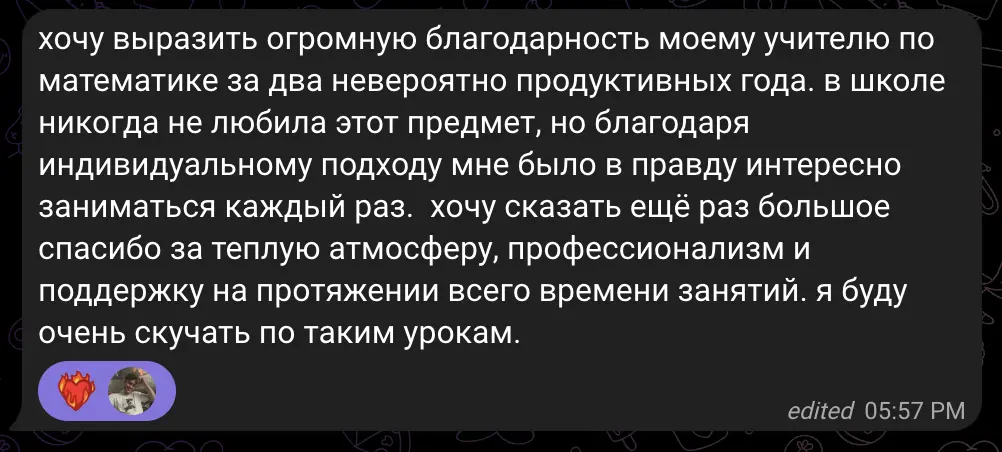 хочу выразить огромную благодарность моему учителю по
математике за два невероятно продуктивных года. в школе
никогда не любила этот предмет, но благодаря
индивидуальному подходу мне было в правду интересно
заниматься каждый раз.  хочу сказать ещё раз большое
спасибо за теплую атмосферу, профессионализм и
поддержку на протяжении всего времени занятий. я буду
очень скучать по таким урокам.
edited 05:57 PM